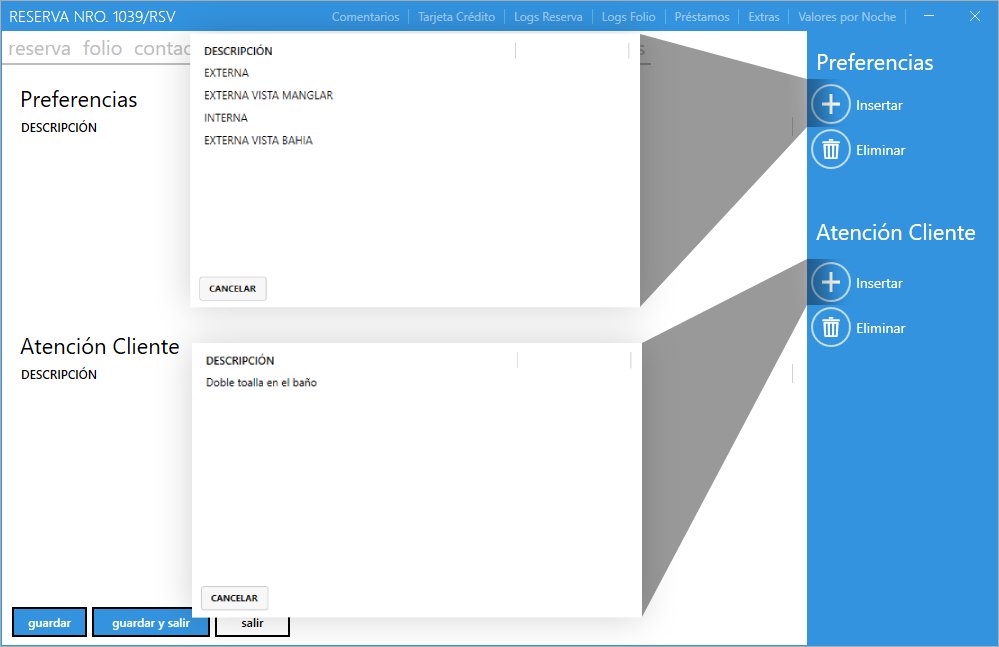 RESERVA NRO. 1039/RSV
Comentarios
Tarjeta Crédito
Logs Reserva
Logs Folio
Préstamos
Extras
Valores por Noche
reserva folio contac
DESCRIPCIÓN
EXTERNA
EXTERNA VISTA MANGLAR
INTERNA
EXTERNA VISTA BAHIA
CANCELAR
Preferencias
DESCRIPCIÓN
Preferencias
Insertar
Eliminar
Atención Cliente
Insertar
Eliminar
Atención Cliente
DESCRIPCIÓN
DESCRIPCIÓN
Doble toalla en el baño
CANCELAR
guardar
guardar y salir
salir